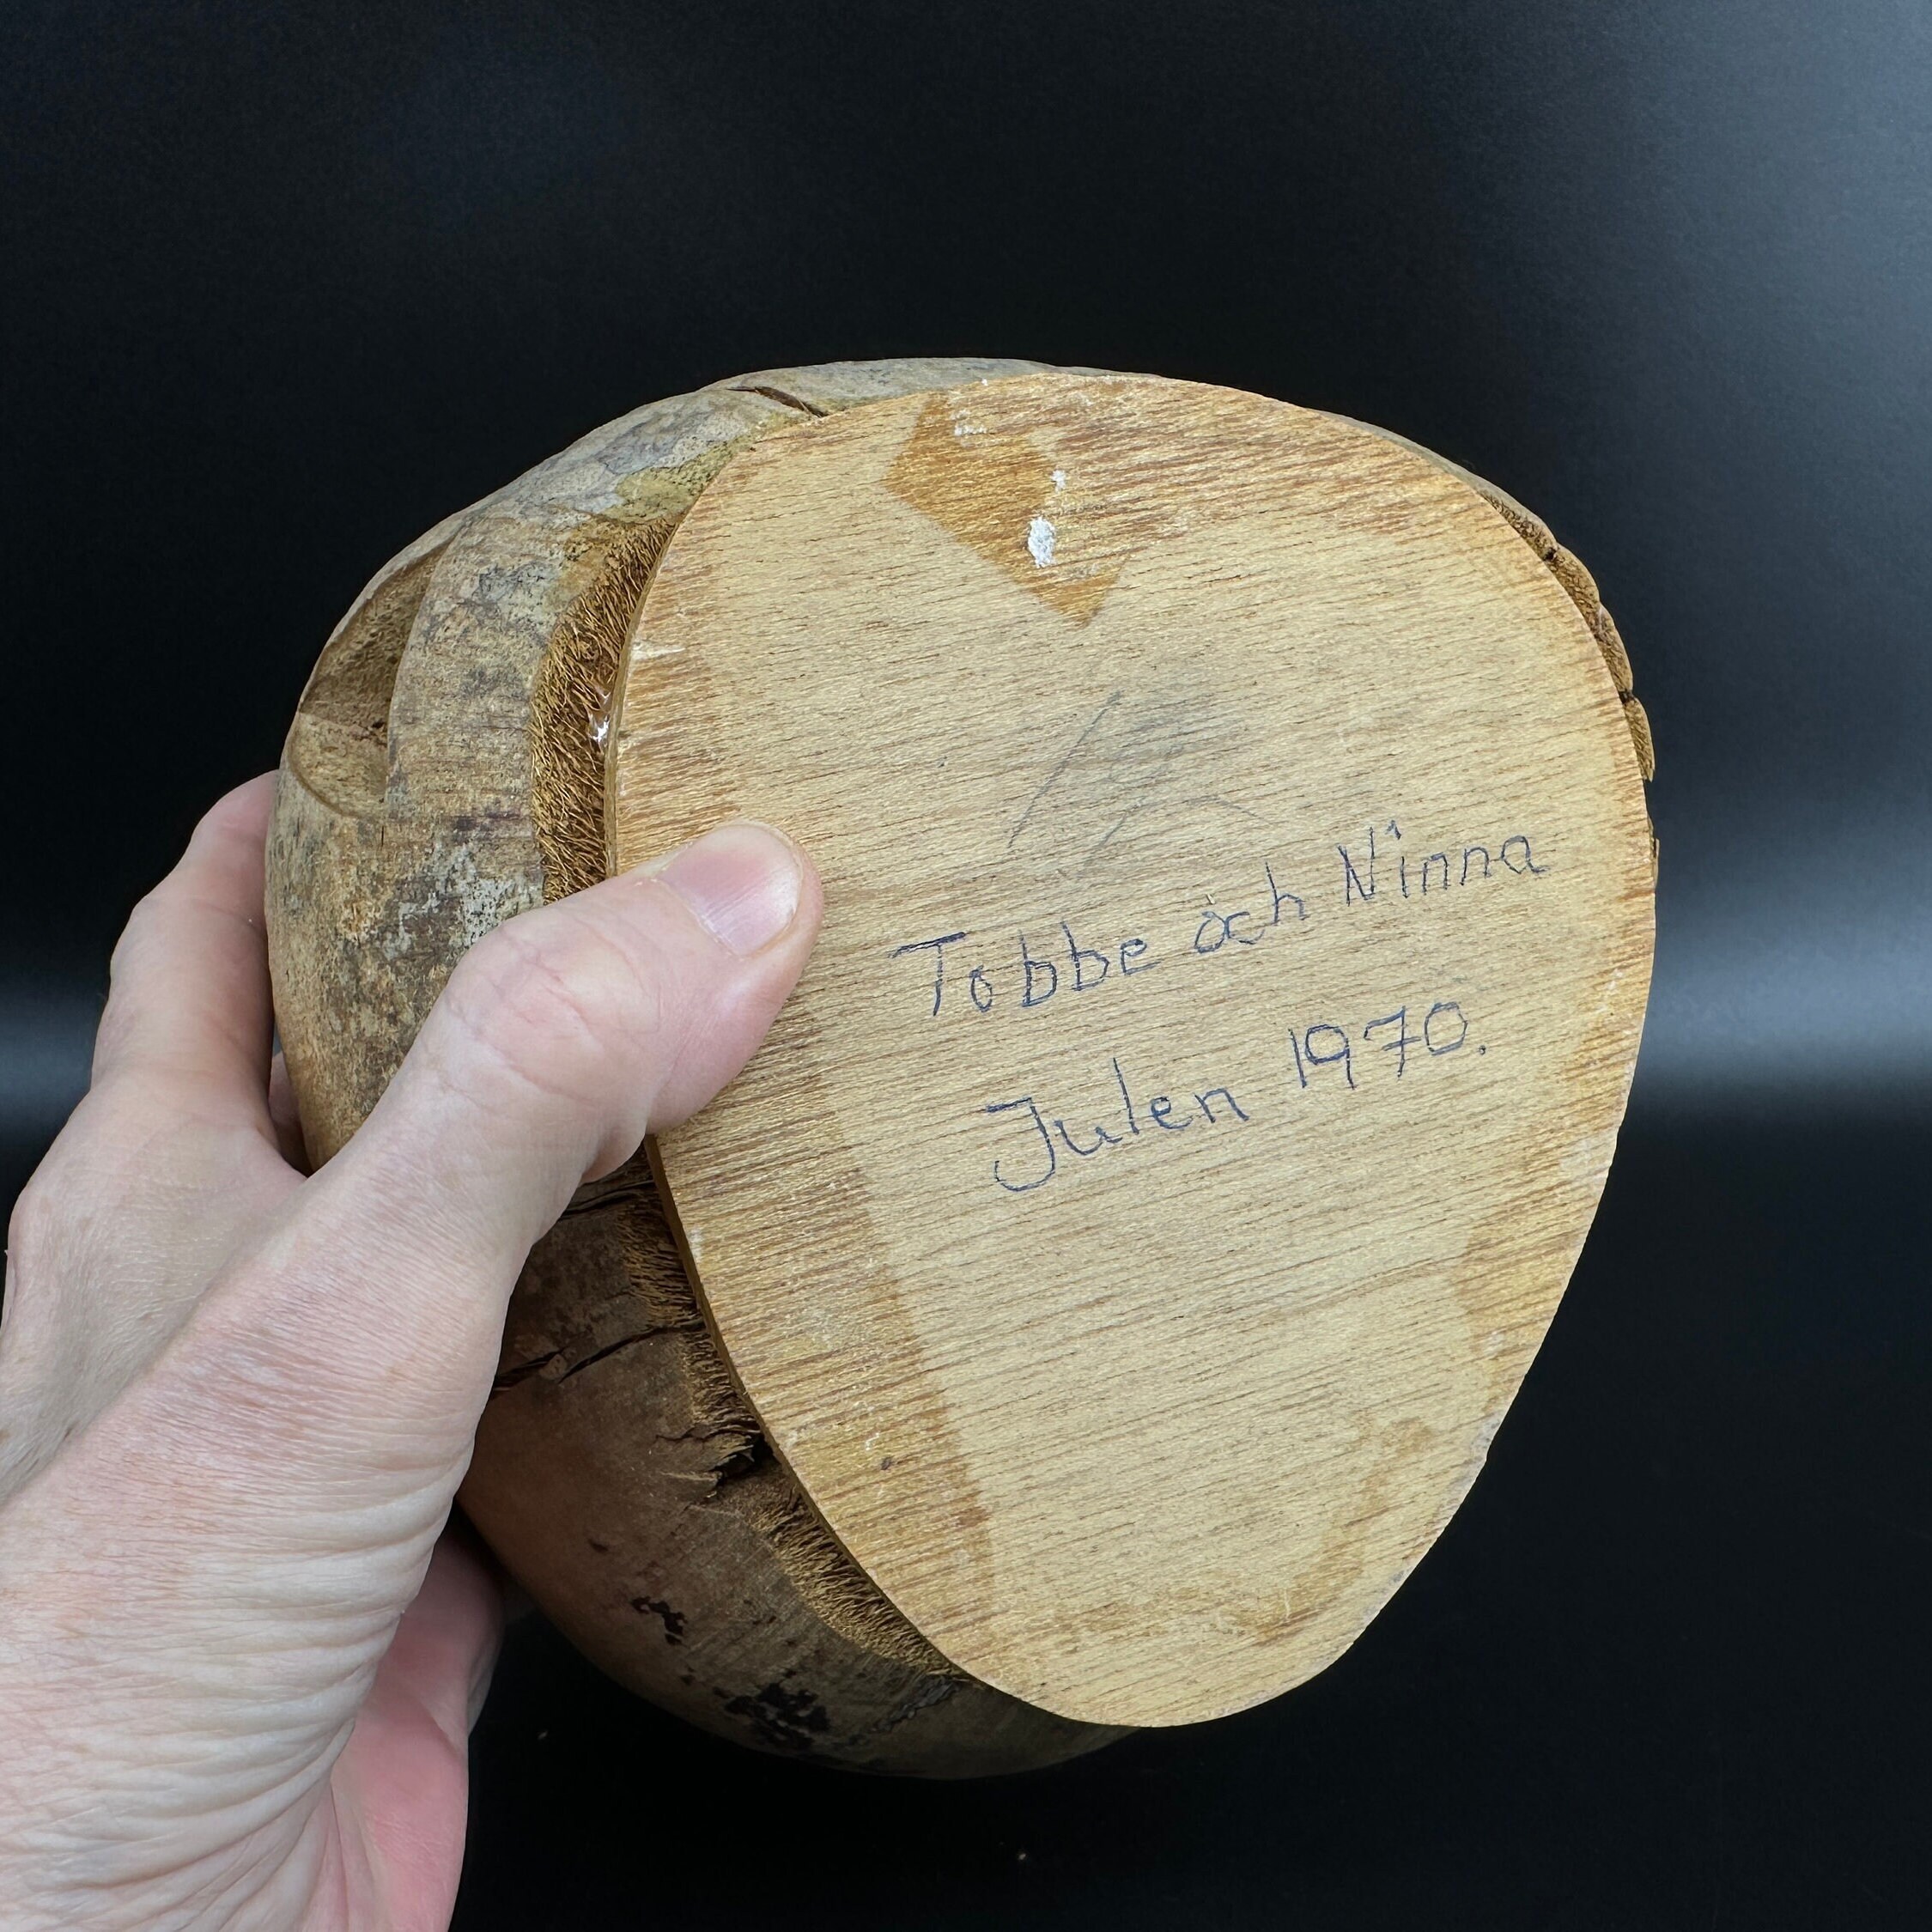 Tobbe och Ninna
Julen 1970.